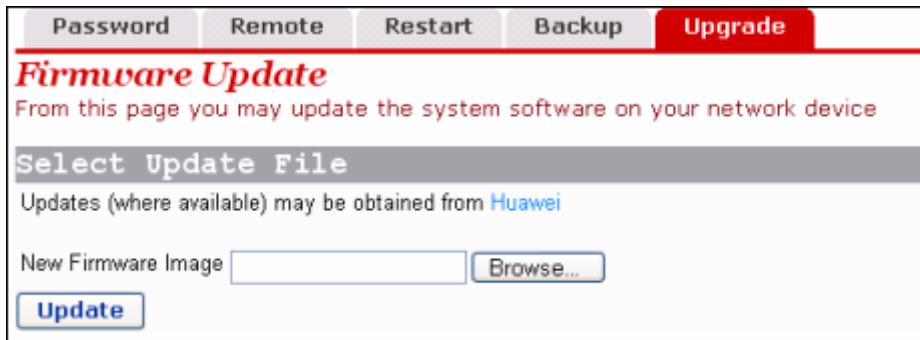 Password Remote Restart Backup Upgrade
Firmware Update
From this page you may update the system software on your network device
Select Update File
Updates (where available) may be obtained from Huawei
New Firmware Image Browse...
Update